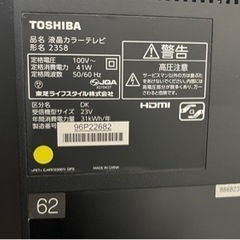 TOSHIBA
品名 液晶カラーテレビ
形名 23S8
定格電圧 100V~
定格消費電力 41W
定格周波数 50/60 Hz
JQA
東芝ライフスタイル株式会社
警告
高圧注意
HDMI
区分 DK
受信機型サイズ 23V
年間消費電力量 31kWh/年
製造番号 96P22682
MADE IN CHINA
62